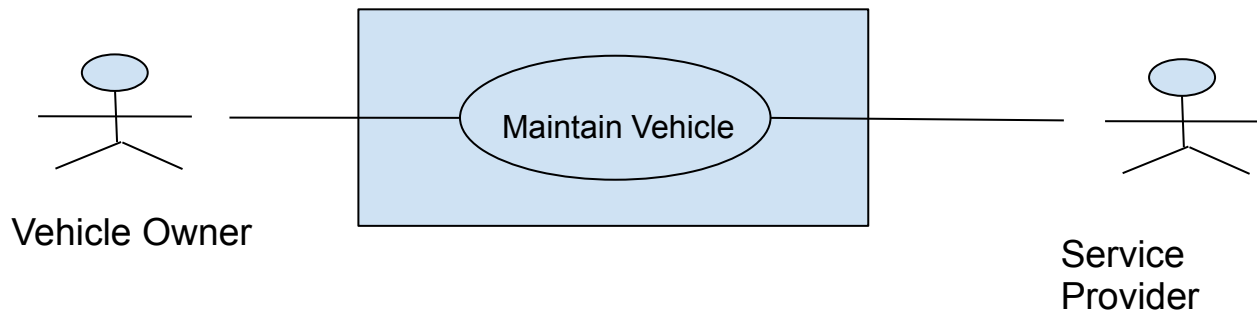 Maintain Vehicle
Vehicle Owner
Service
Provider